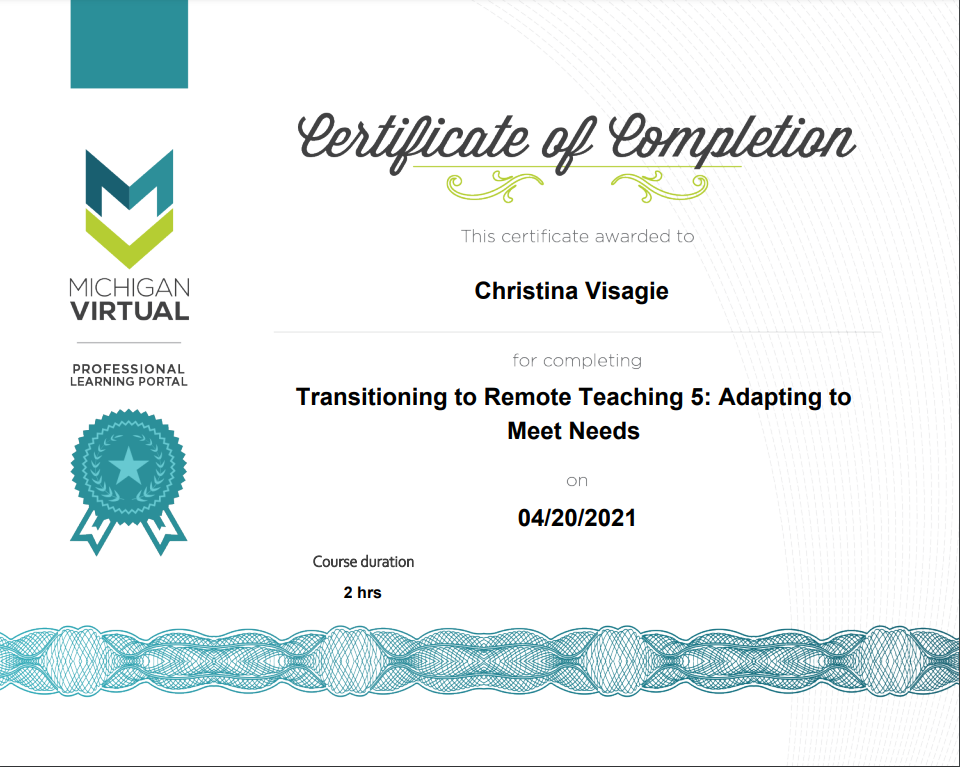 Certificate of Completion
This certificate awarded to
Christina Visagie
for completing
Transitioning to Remote Teaching 5: Adapting to
Meet Needs
on
04/20/2021
Course duration
2 hrs
MICHIGAN
VIRTUAL
PROFESSIONAL
LEARNING PORTAL